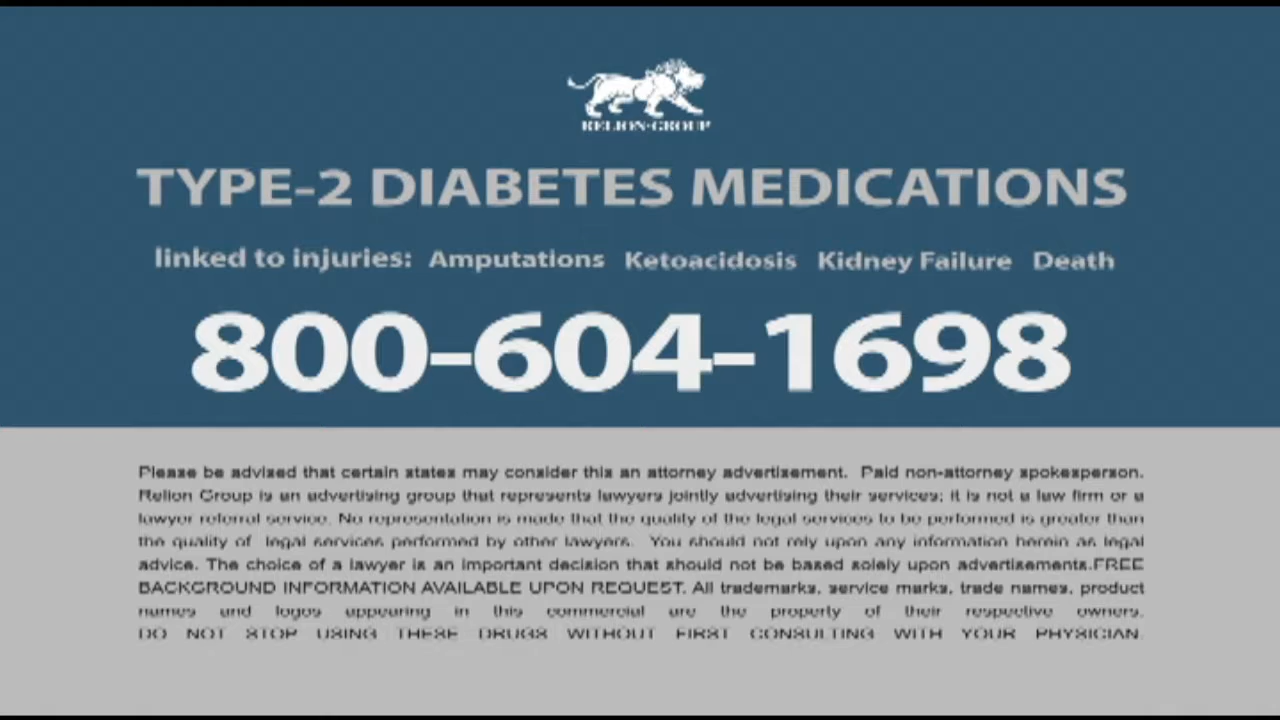 RELION·GROUP
TYPE-2 DIABETES MEDICATIONS
linked to injuries: Amputations Ketoacidosis Kidney Failure Death
800-604-1698
Please be advised that certain states may consider this an attorney advertisement. Paid non-attorney spokesperson.
Relion Group is an advertising group that represents lawyers jointly advertising their services; it is not a law firm or a
lawyer referral service. No representation is made that the quality of the legal services to be performed is greater than
the quality of legal services performed by other lawyers. You should not rely upon any information herein as legal
advice. The choice of a lawyer is an important decision that should not be based solely upon advertisements.FREE
BACKGROUND INFORMATION AVAILABLE UPON REQUEST. All trademarks, service marks, trade names, product
names and logos appearing in this commercial are the property of their respective owners.
DO NOT STOP USING THESE DRUGS WITHOUT FIRST CONSULTING WITH YOUR PHYSICIAN.